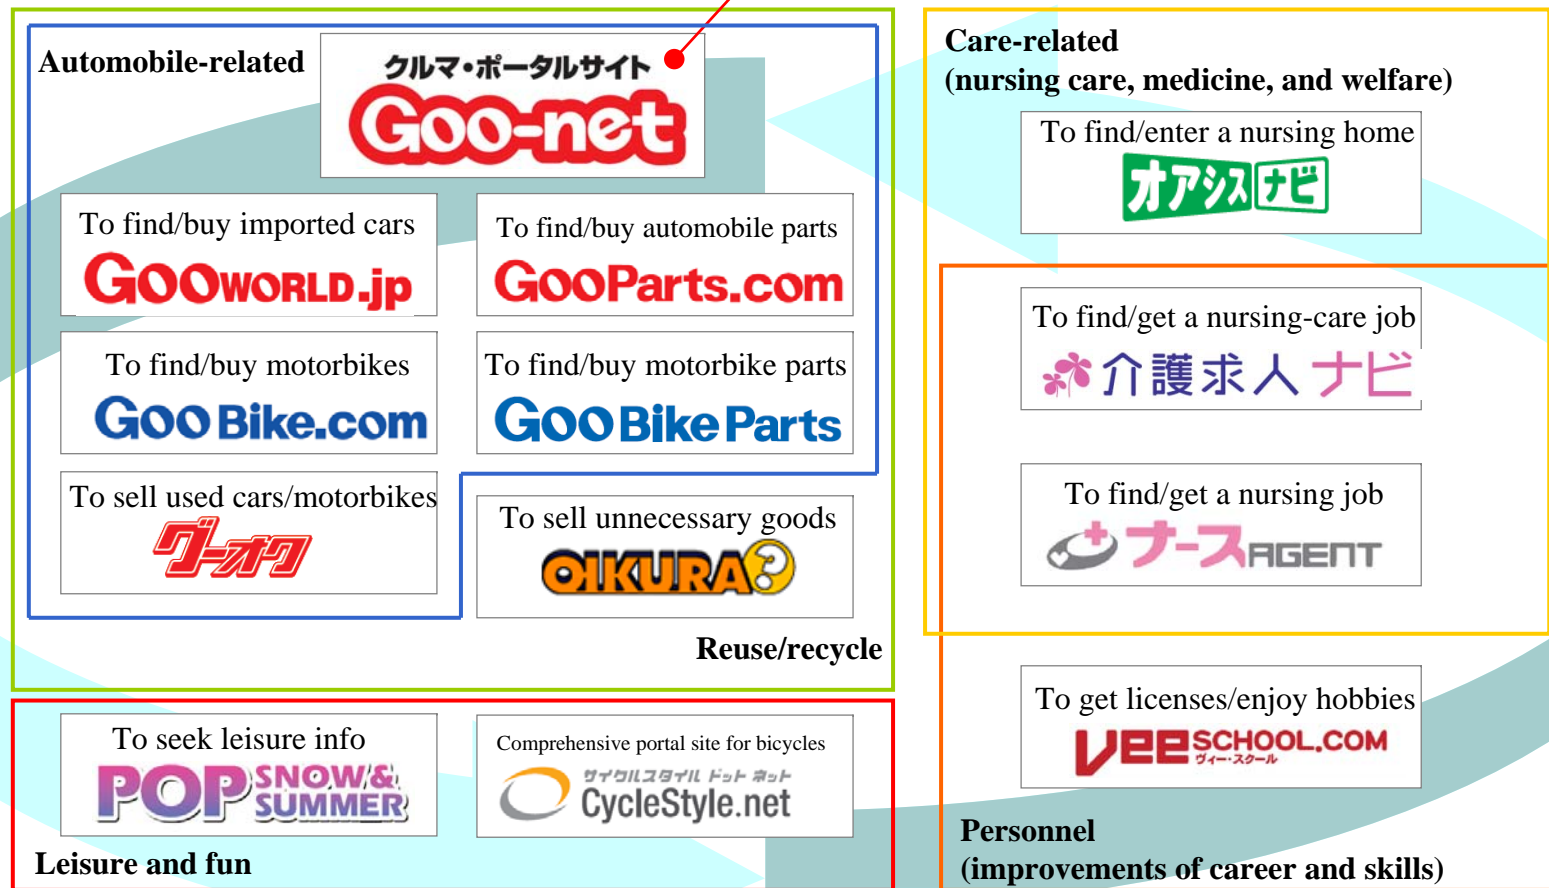 Automobile-related
クルマ・ポータルサイト
Goo-net
To find/buy imported cars
GOOWORLD.jp
To find/buy automobile parts
GooParts.com
To find/buy motorbikes
GOO Bike.com
To find/buy motorbike parts
GOO Bike Parts
To sell used cars/motorbikes
グーオク
To sell unnecessary goods
OIKURA?
Reuse/recycle
To seek leisure info
POP SNOW & SUMMER
Comprehensive portal site for bicycles
サイクルスタイル ドット ネット
CycleStyle.net
Leisure and fun
Care-related
(nursing care, medicine, and welfare)
To find/enter a nursing home
オアシスナビ
To find/get a nursing-care job
介護求人ナビ
To find/get a nursing job
ナースAGENT
To get licenses/enjoy hobbies
VEE SCHOOL.COM
ヴィー・スクール
Personnel
(improvements of career and skills)